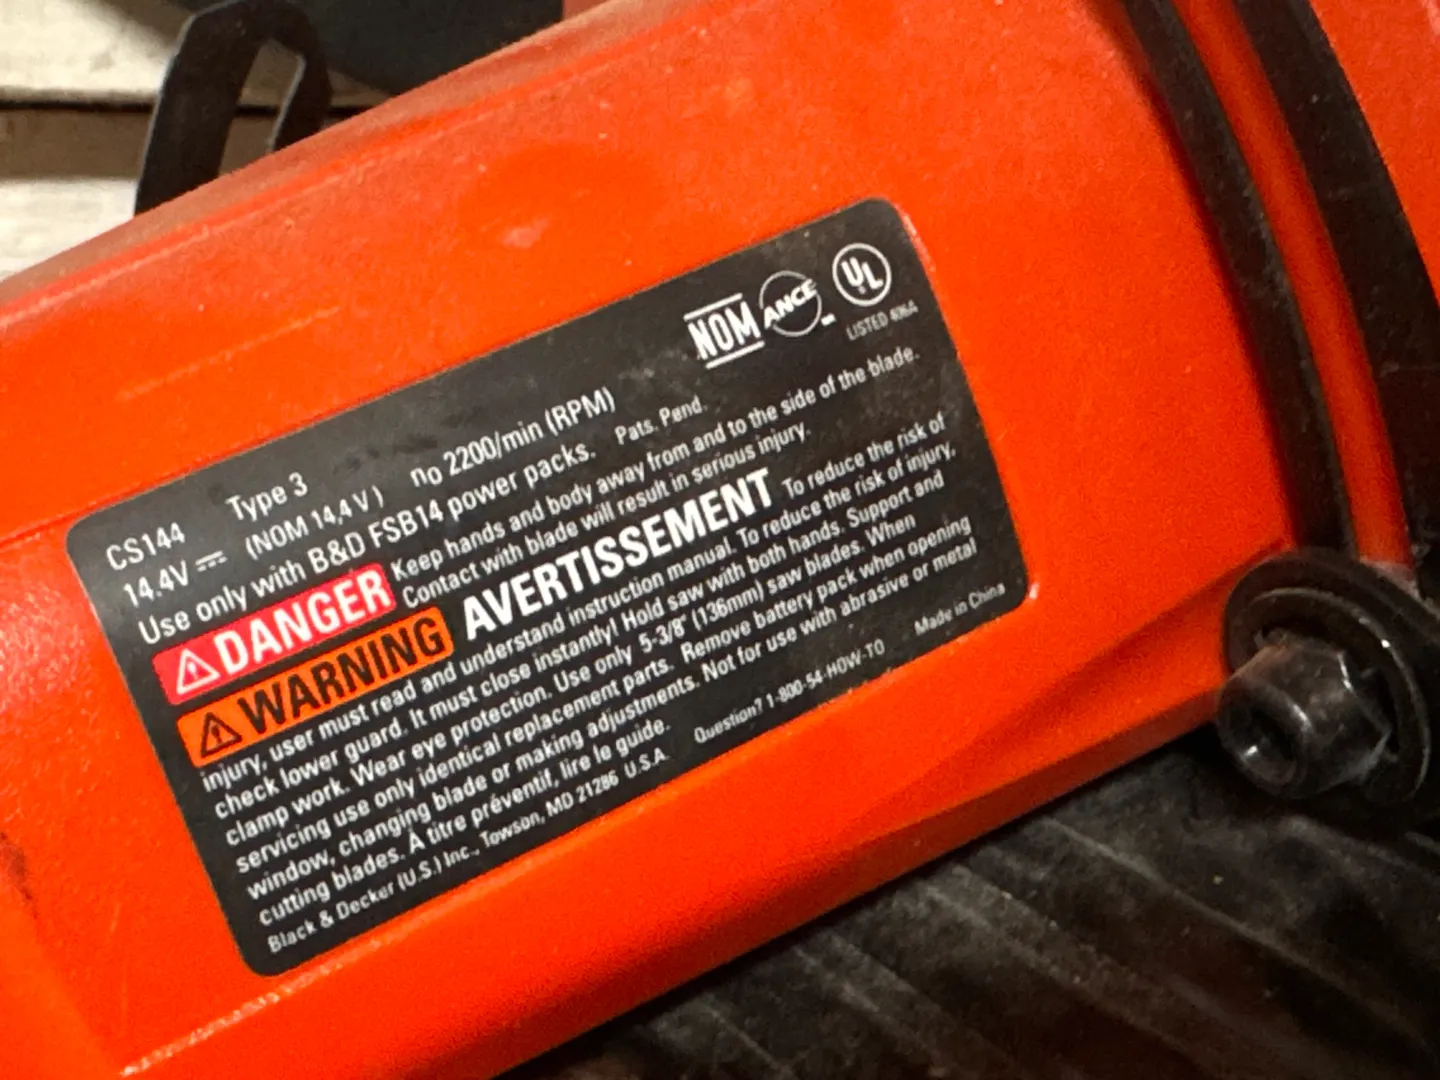 NOM ANCE UL
LISTED 496A
CS144 Type 3
14.4V ⎓ (NOM 14,4 V) no 2200/min (RPM)
Use only with B&D FSB14 power packs. Pats. Pend.
DANGER Keep hands and body away from and to the side of the blade.
Contact with blade will result in serious injury.
WARNING AVERTISSEMENT To reduce the risk of
injury, user must read and understand instruction manual. To reduce the risk of injury,
check lower guard. It must close instantly! Hold saw with both hands. Support and
clamp work. Wear eye protection. Use only 5-3/8" (136mm) saw blades. When
servicing use only identical replacement parts. Remove battery pack when opening
window, changing blade or making adjustments. Not for use with abrasive or metal
cutting blades. À titre préventif, lire le guide.
Black & Decker (U.S.) Inc., Towson, MD 21286 U.S.A. Question? 1-800-54-HOW-TO Made in China